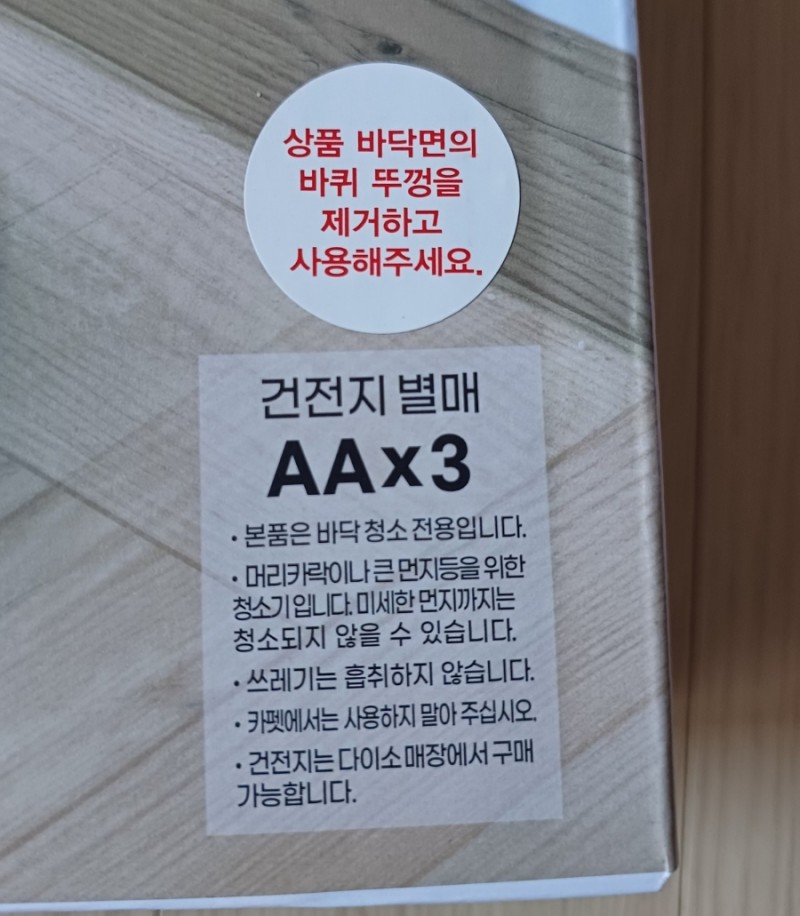 상품 바닥면의
바퀴 뚜껑을
제거하고
사용해주세요.
건전지 별매
AAx3
• 본품은 바닥 청소 전용입니다.
• 머리카락이나 큰 먼지등을 위한
청소기 입니다. 미세한 먼지까지는
청소되지 않을 수 있습니다.
• 쓰레기는 흡취하지 않습니다.
• 카펫에서는 사용하지 말아 주십시오.
• 건전지는 다이소 매장에서 구매
가능합니다.